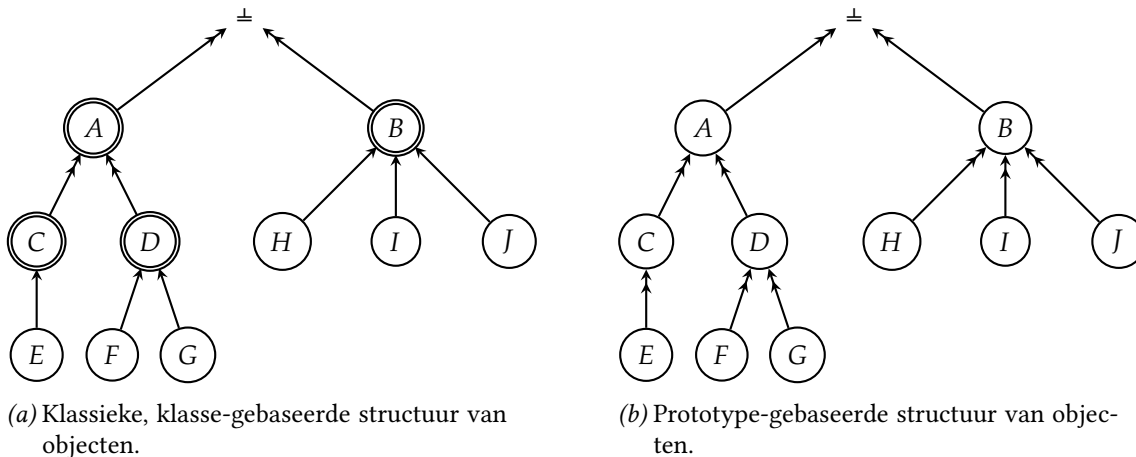 ⊥ ⊥
A B A B
C D H I J C D H I J
E F G E F G
(a) Klassieke, klasse-gebaseerde structuur van
objecten.
(b) Prototype-gebaseerde structuur van objec-
ten.